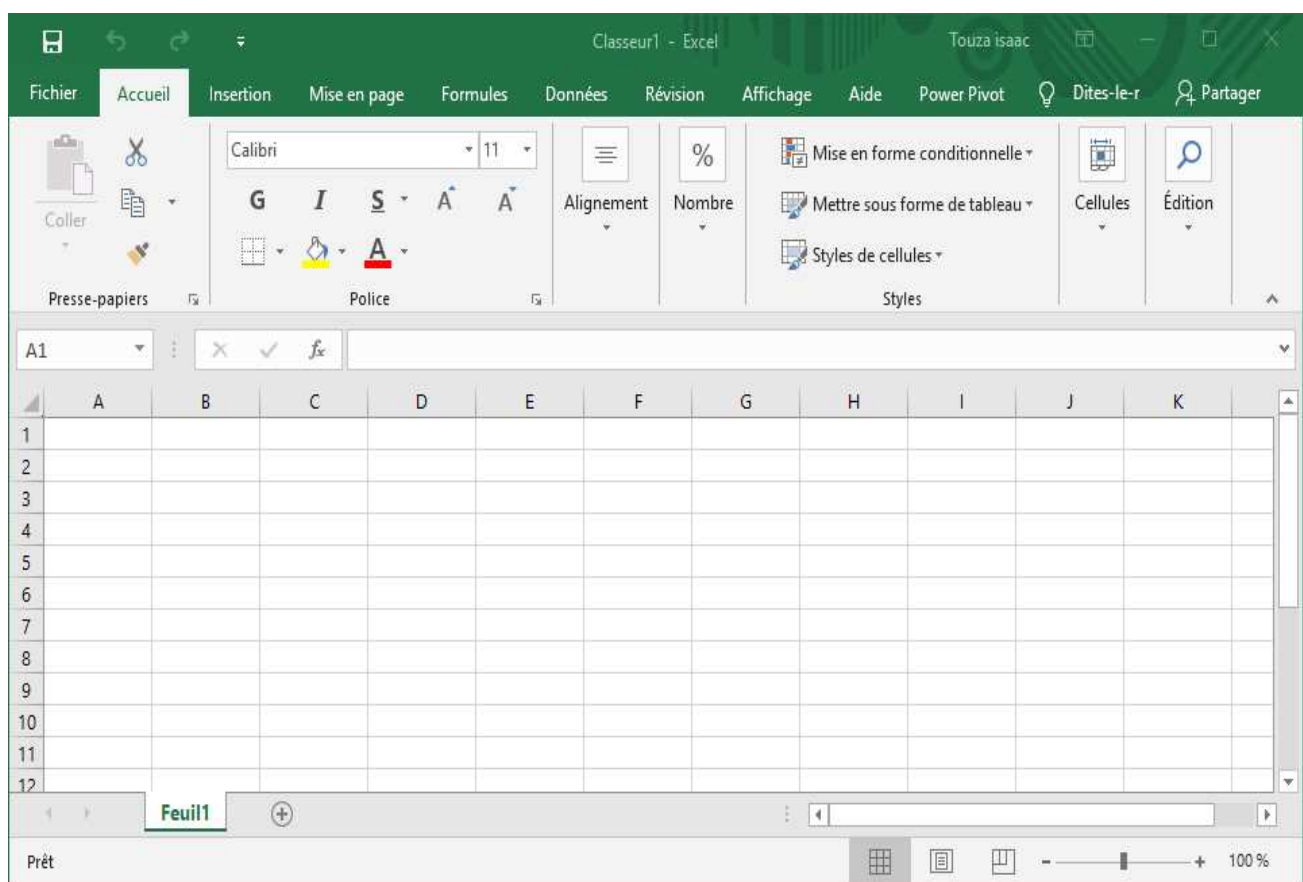 Classeur1 - Excel Touza isaac
Fichier Accueil Insertion Mise en page Formules Données Révision Affichage Aide Power Pivot Dites-le-r Partager
Coller
Calibri 11
G I S A A
A
Alignement
%
Nombre
Mise en forme conditionnelle
Mettre sous forme de tableau
Styles de cellules
Cellules
Édition
Presse-papiers Police Styles
A1 fx
A B C D E F G H I J K
1
2
3
4
5
6
7
8
9
10
11
12
Feuil1
Prêt 100 %